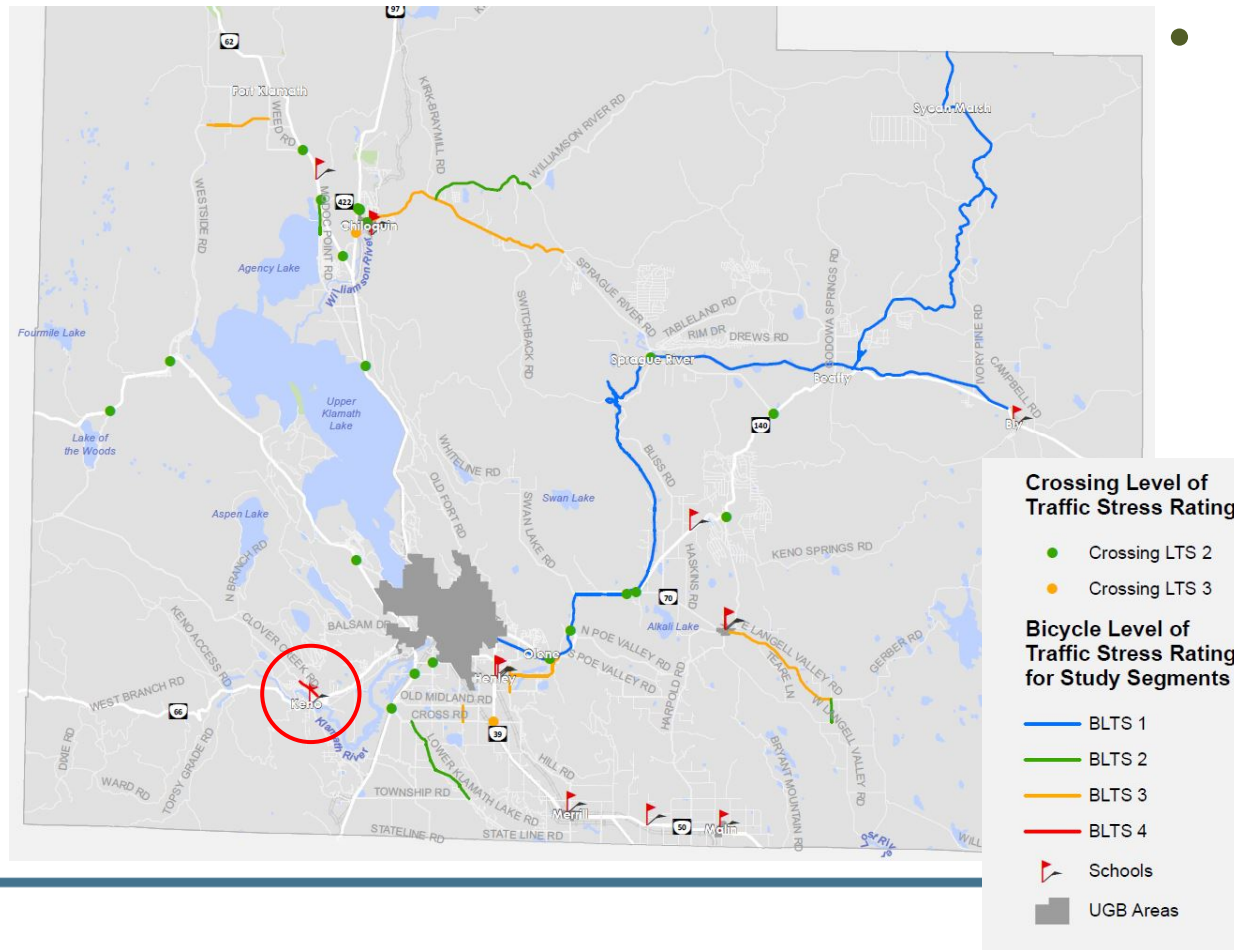 97
62
Fort Klamath
WEED RD
KIRK-BRAYMILL RD
WILLIAMSON RIVER RD
Sycan Marsh
WESTSIDE RD
MODOC POINT RD
422
Chiloquin
Agency Lake
Williamson River
SPRAGUE RIVER RD
SWITCHBACK RD
TABLELAND RD
RIM DR
DREWS RD
GODOWA SPRINGS RD
IVORY PINE RD
Fourmile Lake
Sprague River
Beatty
CAMPBELL RD
Bly
Upper
Klamath
Lake
140
Lake of
the Woods
WHITELINE RD
OLD FORT RD
BLISS RD
SWAN LAKE RD
Swan Lake
Aspen Lake
N BRANCH RD
HASKINS RD
KENO SPRINGS RD
70
KENO ACCESS RD
CLOVER CREEK RD
BALSAM DR
Alkali Lake
N POE VALLEY RD
S POE VALLEY RD
E LANGELL VALLEY RD
GERBER RD
TEARE LN
Olene
Henley
HARPOLD RD
WEST BRANCH RD
66
Keno
OLD MIDLAND RD
CROSS RD
39
W LANGELL VALLEY RD
Klamath River
DIXIE RD
WARD RD
TOPSY GRADE RD
LOWER KLAMATH LAKE RD
HILL RD
BRYANT MOUNTAIN RD
TOWNSHIP RD
Merrill
50
Malin
STATELINE RD
STATE LINE RD
Crossing Level of
Traffic Stress Rating
Crossing LTS 2
Crossing LTS 3
Bicycle Level of
Traffic Stress Rating
for Study Segments
BLTS 1
BLTS 2
BLTS 3
BLTS 4
Schools
UGB Areas